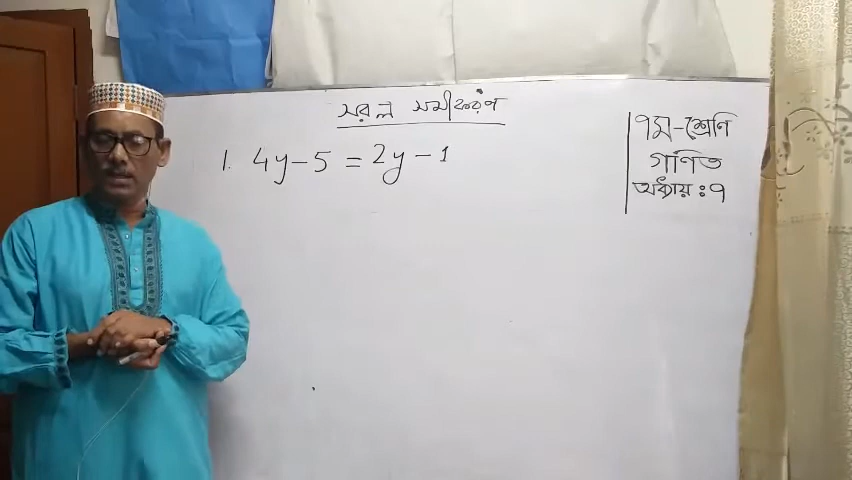 সরল সমীকরণ
1. 4y - 5 = 2y - 1
৭ম-শ্রেণি
গণিত
অধ্যায় : ৭